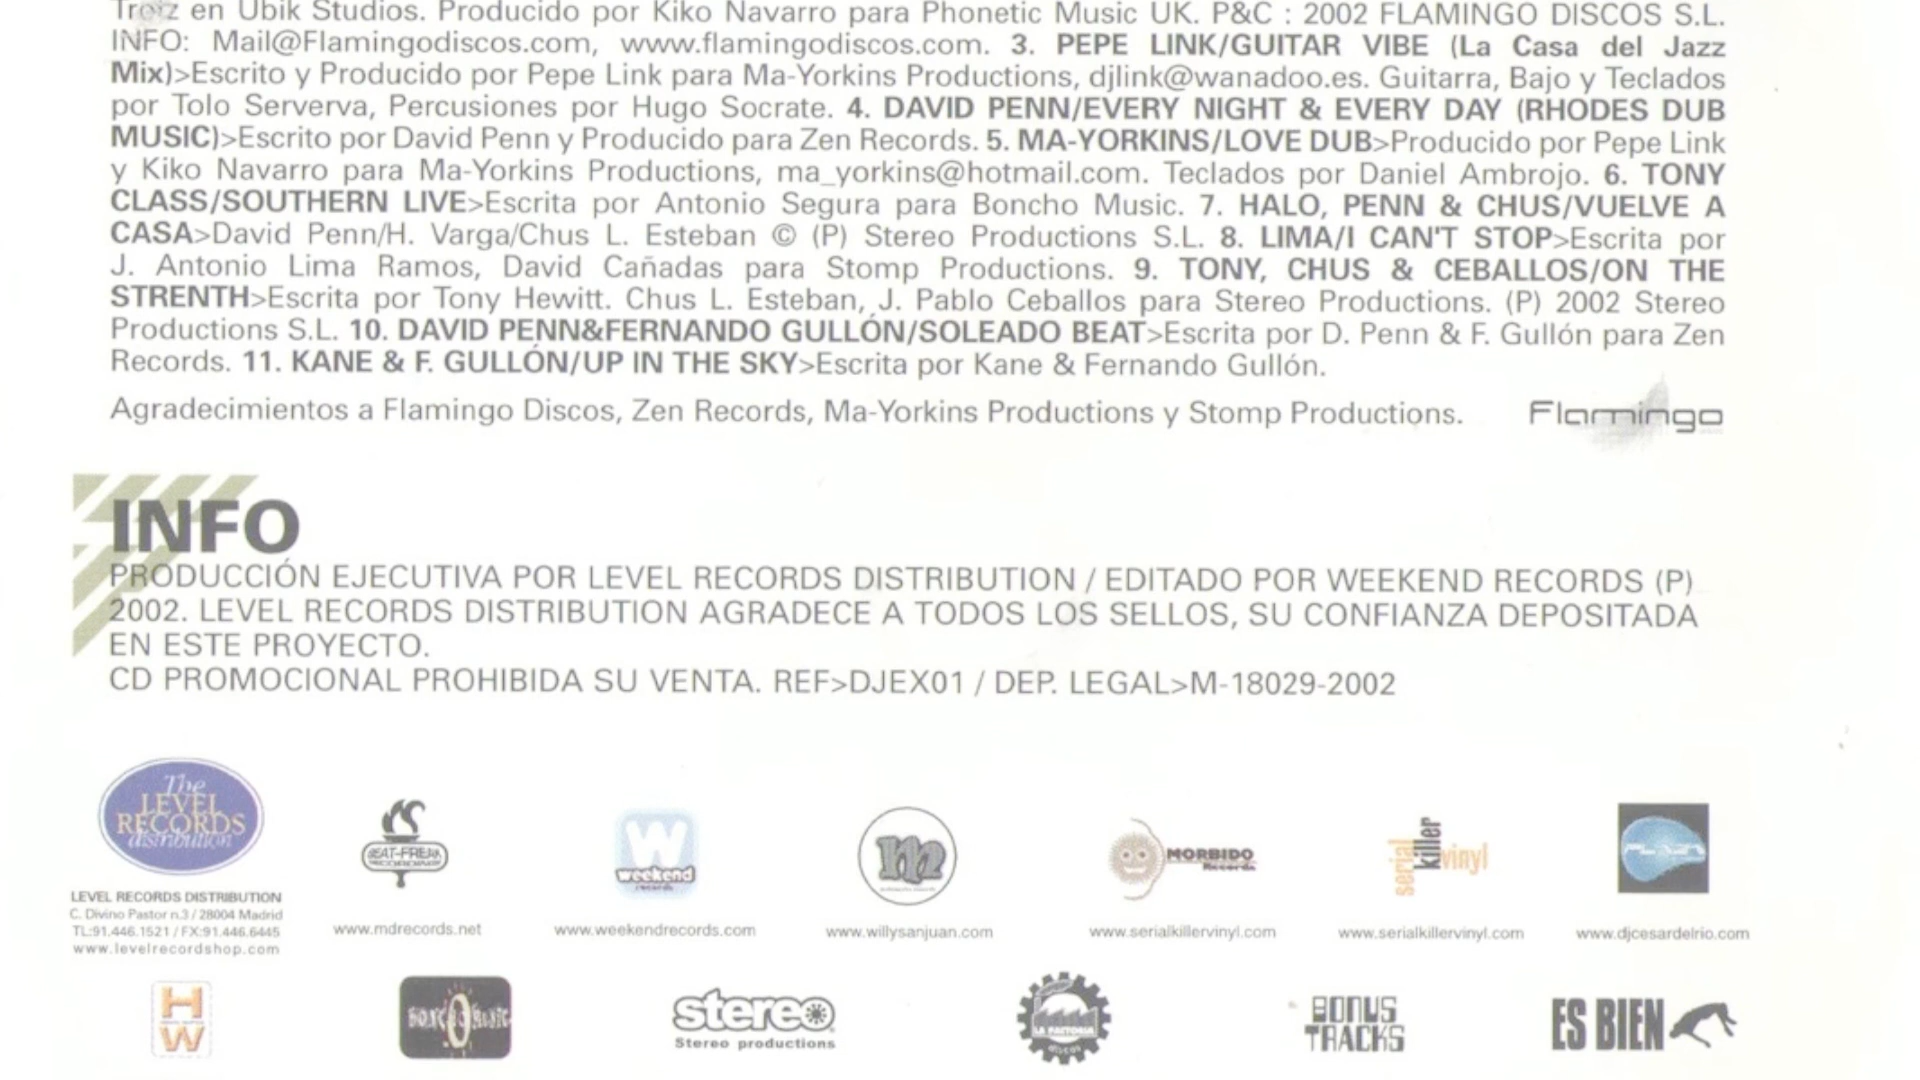 Troiz en Ubik Studios. Producido por Kiko Navarro para Phonetic Music UK. P&C : 2002 FLAMINGO DISCOS S.L.
INFO: Mail@Flamingodiscos.com, www.flamingodiscos.com. 3. PEPE LINK/GUITAR VIBE (La Casa del Jazz
Mix)>Escrito y Producido por Pepe Link para Ma-Yorkins Productions, djlink@wanadoo.es. Guitarra, Bajo y Teclados
por Tolo Serverva, Percusiones por Hugo Socrate. 4. DAVID PENN/EVERY NIGHT & EVERY DAY (RHODES DUB
MUSIC)>Escrito por David Penn y Producido para Zen Records. 5. MA-YORKINS/LOVE DUB>Producido por Pepe Link
y Kiko Navarro para Ma-Yorkins Productions, ma_yorkins@hotmail.com. Teclados por Daniel Ambrojo. 6. TONY
CLASS/SOUTHERN LIVE>Escrita por Antonio Segura para Boncho Music. 7. HALO, PENN & CHUS/VUELVE A
CASA>David Penn/H. Varga/Chus L. Esteban © (P) Stereo Productions S.L. 8. LIMA/I CAN'T STOP>Escrita por
J. Antonio Lima Ramos, David Cañadas para Stomp Productions. 9. TONY, CHUS & CEBALLOS/ON THE
STRENTH>Escrita por Tony Hewitt. Chus L. Esteban, J. Pablo Ceballos para Stereo Productions. (P) 2002 Stereo
Productions S.L. 10. DAVID PENN&FERNANDO GULLÓN/SOLEADO BEAT>Escrita por D. Penn & F. Gullón para Zen
Records. 11. KANE & F. GULLÓN/UP IN THE SKY>Escrita por Kane & Fernando Gullón.
Agradecimientos a Flamingo Discos, Zen Records, Ma-Yorkins Productions y Stomp Productions. Flamingo
INFO
PRODUCCIÓN EJECUTIVA POR LEVEL RECORDS DISTRIBUTION / EDITADO POR WEEKEND RECORDS (P)
2002. LEVEL RECORDS DISTRIBUTION AGRADECE A TODOS LOS SELLOS, SU CONFIANZA DEPOSITADA
EN ESTE PROYECTO.
CD PROMOCIONAL PROHIBIDA SU VENTA. REF>DJEX01 / DEP. LEGAL>M-18029-2002
The
LEVEL
RECORDS
distribution
LEVEL RECORDS DISTRIBUTION
C. Divino Pastor n.3 / 28004 Madrid
TL:91.446.1521 / FX:91.446.6445
www.levelrecordshop.com
BEAT-FREAK
RECORDINGS
www.mdrecords.net
W
weekend
records
www.weekendrecords.com
m
www.willysanjuan.com
MORBIDO
Records
www.serialkillervinyl.com
serial
killer
vinyl
www.serialkillervinyl.com
PLAZA
www.djcesardelrio.com
H
W
BONCHO MUSIC
stereo
Stereo productions
LA FACTORIA
DISCOS
BONUS
TRACKS
ES BIEN